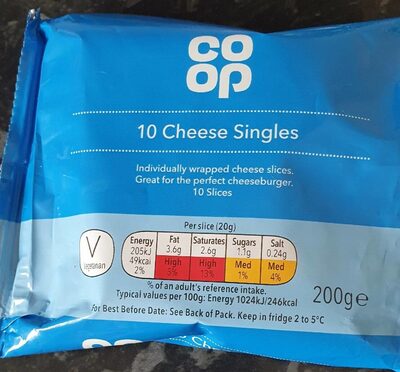 CO
OP
10 Cheese Singles
Individually wrapped cheese slices.
Great for the perfect cheeseburger.
10 Slices
Per slice (20g)
V
Vegetarian
Energy
205kJ
49kcal
2%
Fat
3.6g
High
5%
Saturates
2.6g
High
13%
Sugars
1.1g
Med
1%
Salt
0.24g
Med
4%
% of an adult's reference intake.
Typical values per 100g: Energy 1024kJ/246kcal
200g℮
For Best Before Date: See Back of Pack. Keep in fridge 2 to 5°C